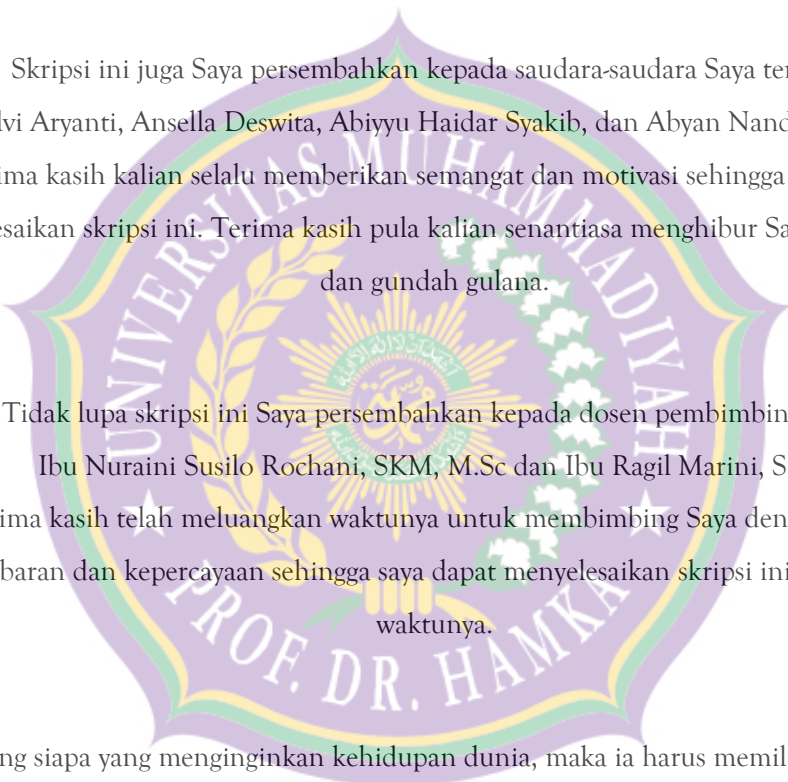 Skripsi ini juga Saya persembahkan kepada saudara-saudara Saya ter
lvi Aryanti, Ansella Deswita, Abiyyu Haidar Syakib, dan Abyan Nand
ima kasih kalian selalu memberikan semangat dan motivasi sehingga
esaikan skripsi ini. Terima kasih pula kalian senantiasa menghibur Sa
dan gundah gulana.
Tidak lupa skripsi ini Saya persembahkan kepada dosen pembimbin
Ibu Nuraini Susilo Rochani, SKM, M.Sc dan Ibu Ragil Marini, S
ima kasih telah meluangkan waktunya untuk membimbing Saya den
baran dan kepercayaan sehingga saya dapat menyelesaikan skripsi ini
waktunya.
ng siapa yang menginginkan kehidupan dunia, maka ia harus memil
UNIVERSITAS MUHAMMADIYAH
PROF. DR. HAMKA